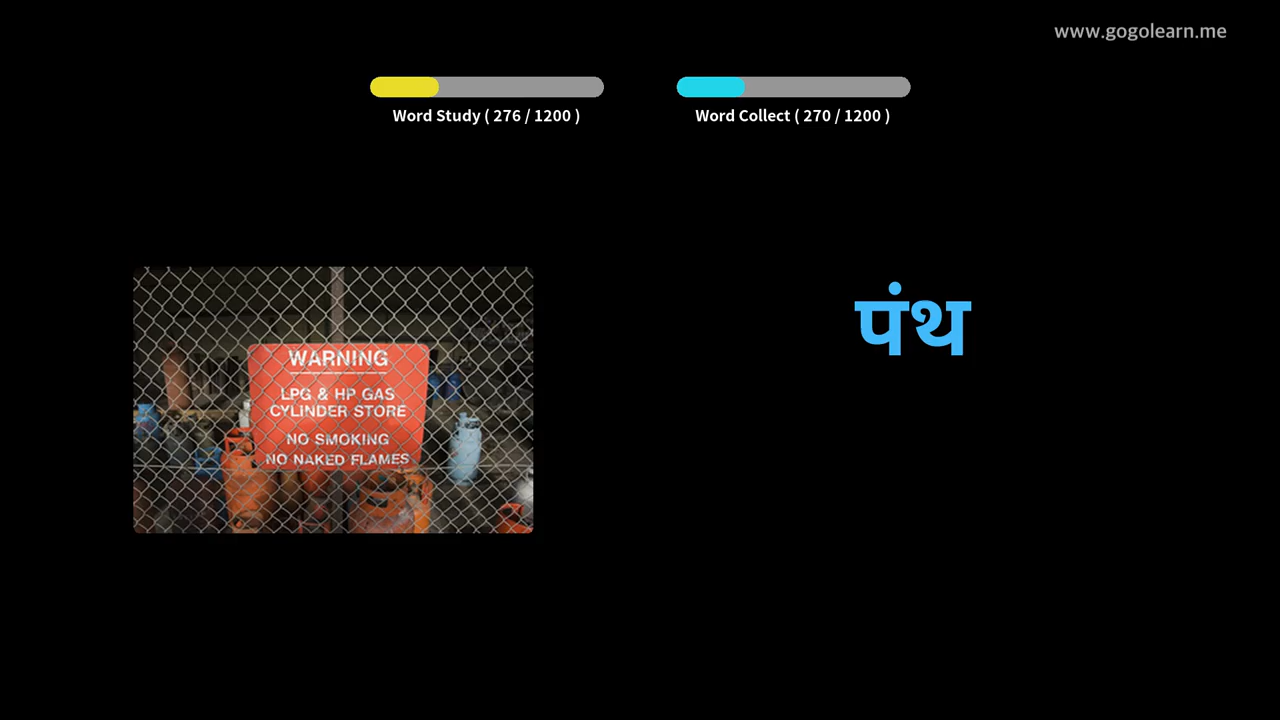 www.gogolearn.me
Word Study ( 276 / 1200 )
Word Collect ( 270 / 1200 )
पंथ
WARNING
LPG & HP GAS
CYLINDER STORE
NO SMOKING
NO NAKED FLAMES